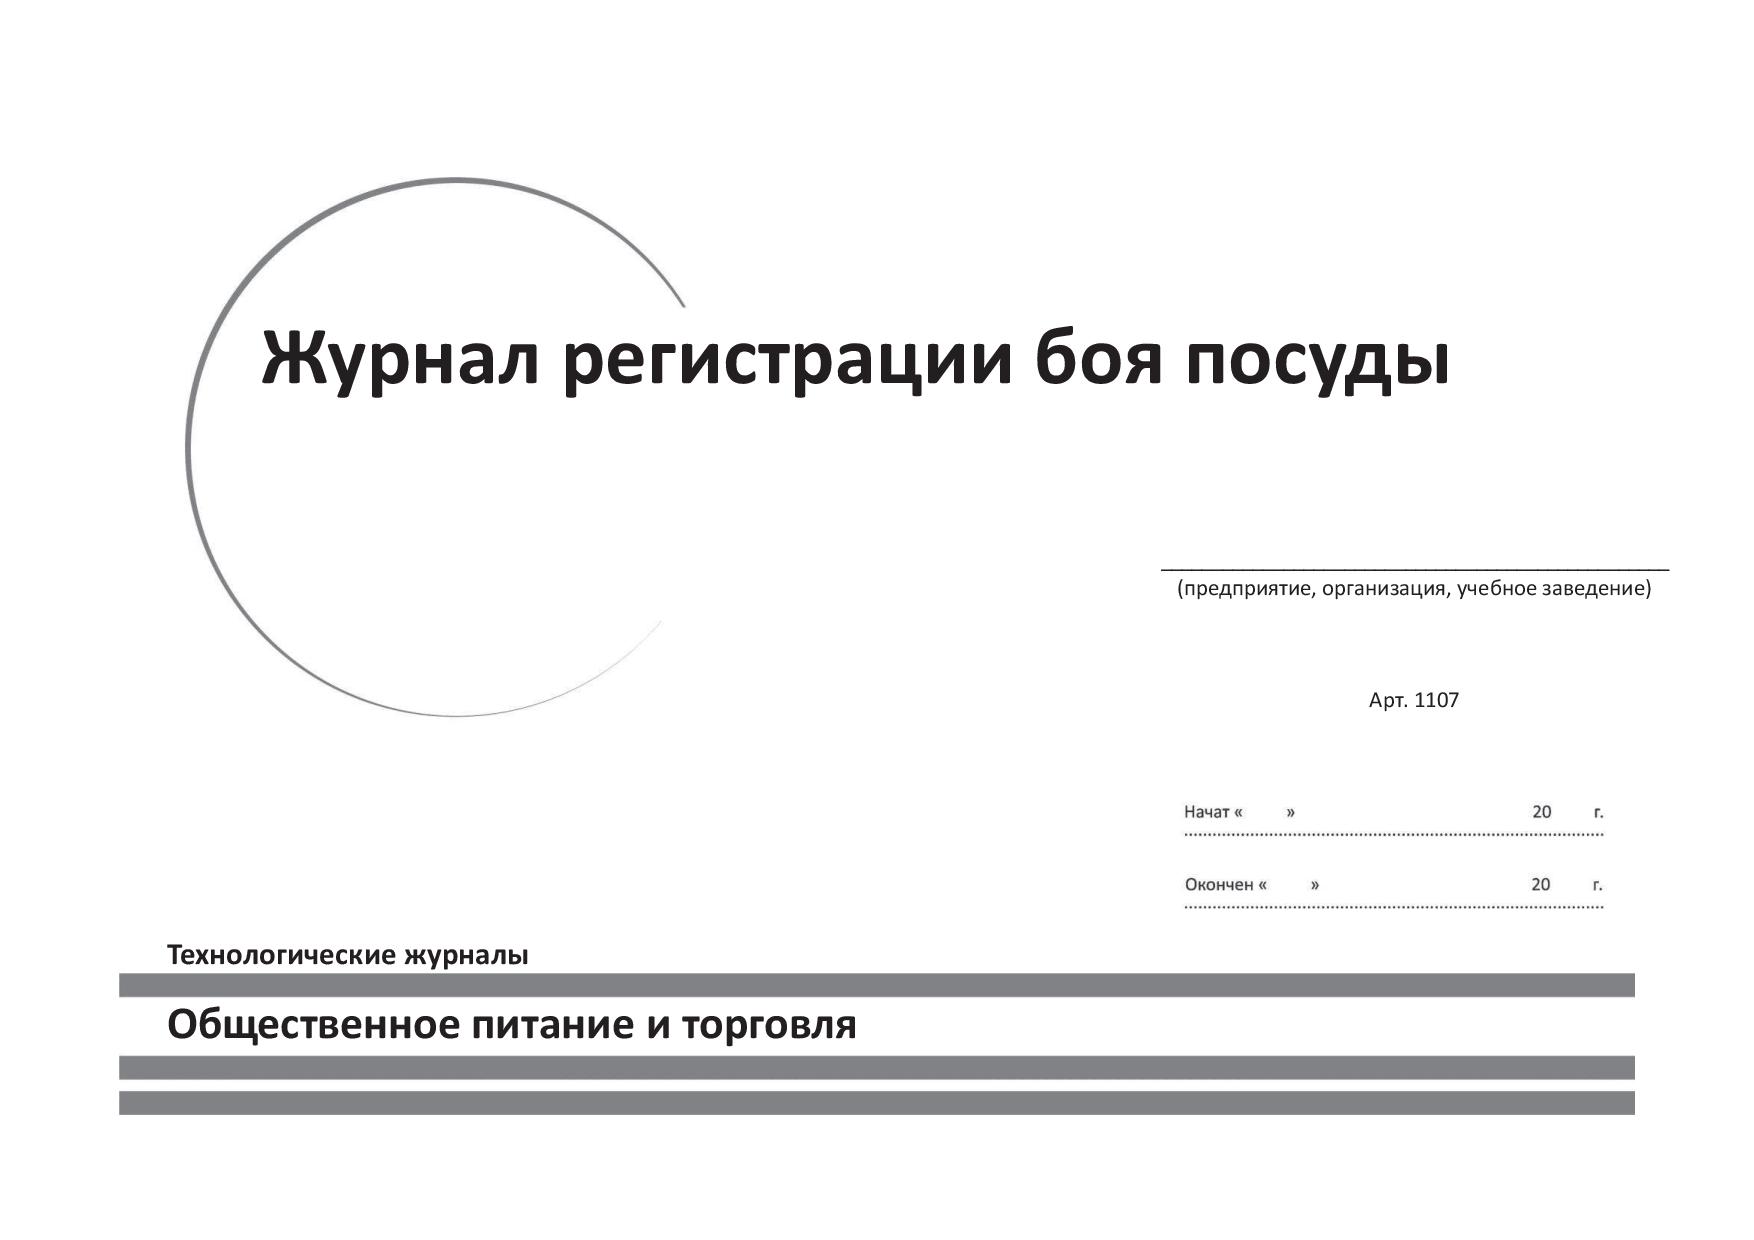 Журнал регистрации боя посуды
(предприятие, организация, учебное заведение)
Арт. 1107
Начат « » 20 г.
Окончен « » 20 г.
Технологические журналы
Общественное питание и торговля